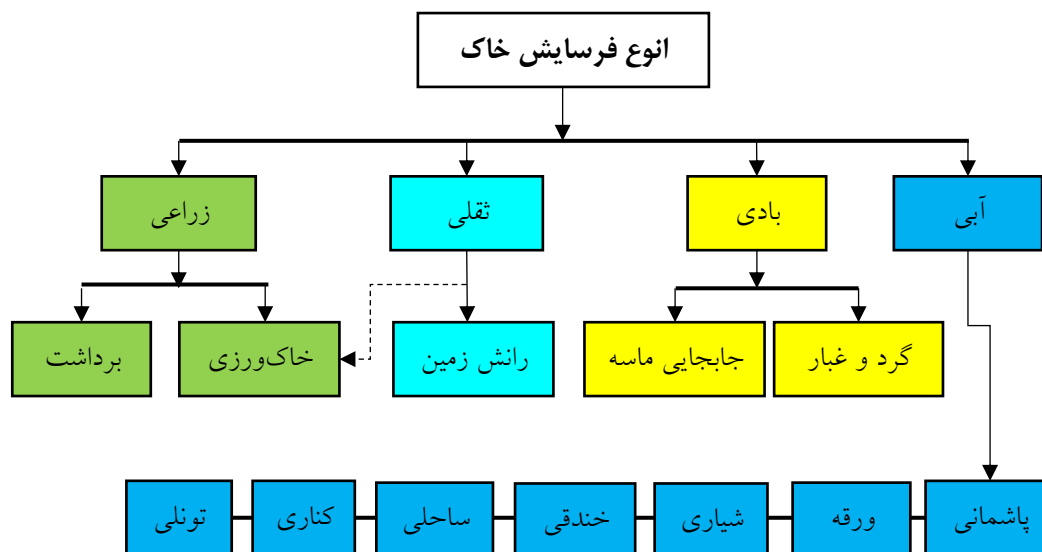 انوع فرسایش خاک
آبی
بادی
ثقلی
زراعی
گرد و غبار
جابجایی ماسه
رانش زمین
خاک‌ورزی
برداشت
پاشمانی
ورقه
شیاری
خندقی
ساحلی
کناری
تونلی